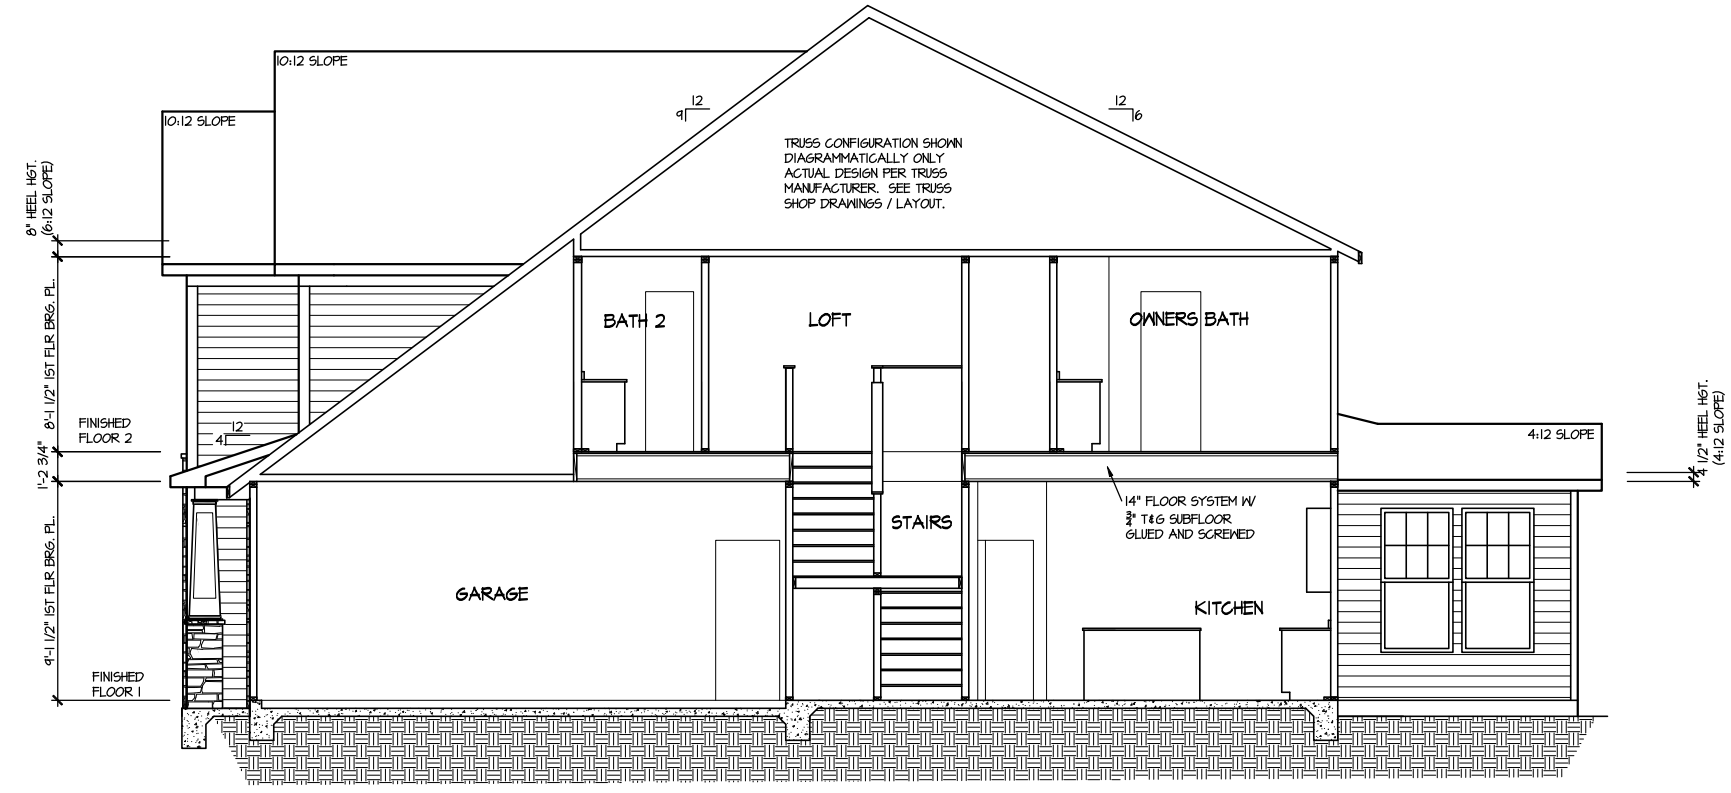 10:12 SLOPE
10:12 SLOPE
12
9
12
6
TRUSS CONFIGURATION SHOWN
DIAGRAMMATICALLY ONLY
ACTUAL DESIGN PER TRUSS
MANUFACTURER. SEE TRUSS
SHOP DRAWINGS / LAYOUT.
8" HEEL HGT.
(6:12 SLOPE)
8'-1 1/2" 1ST FLR BRG. PL.
BATH 2
LOFT
OWNERS BATH
FINISHED
FLOOR 2
12
4
4:12 SLOPE
4 1/2" HEEL HGT.
(4:12 SLOPE)
1'-2 3/4"
14" FLOOR SYSTEM W/
3/4" T&G SUBFLOOR
GLUED AND SCREWED
STAIRS
9'-1 1/2" 1ST FLR BRG. PL.
GARAGE
KITCHEN
FINISHED
FLOOR 1